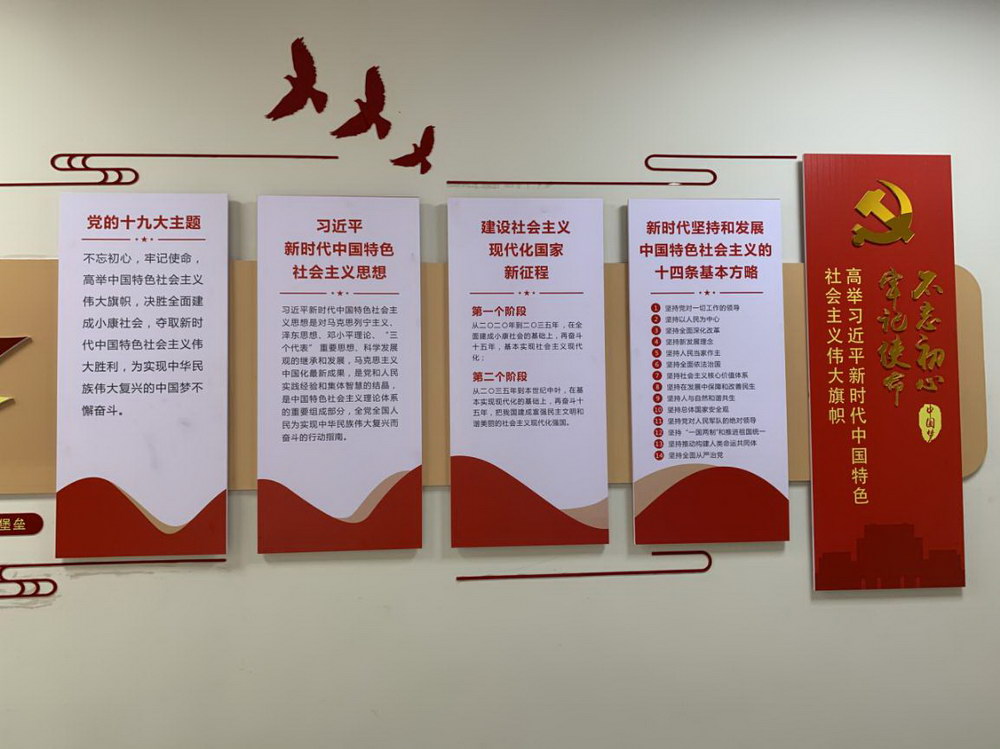 堡垒
党的十九大主题
不忘初心，牢记使命，
高举中国特色社会主义
伟大旗帜，决胜全面建
成小康社会，夺取新时
代中国特色社会主义伟
大胜利，为实现中华民
族伟大复兴的中国梦不
懈奋斗。
习近平
新时代中国特色
社会主义思想
习近平新时代中国特色社会主
义思想是对马克思列宁主义、
泽东思想、邓小平理论、“三
个代表”重要思想、科学发展
观的继承和发展，马克思主义
中国化最新成果，是党和人民
实践经验和集体智慧的结晶，
是中国特色社会主义理论体系
的重要组成部分，全党全国人
民为实现中华民族伟大复兴而
奋斗的行动指南。
建设社会主义
现代化国家
新征程
第一个阶段
从二〇二〇年到二〇三五年，在全
面建成小康社会的基础上，再奋斗
十五年，基本实现社会主义现代
化；
第二个阶段
从二〇三五年到本世纪中叶，在基
本实现现代化的基础上，再奋斗十
五年，把我国建成富强民主文明和
谐美丽的社会主义现代化强国。
新时代坚持和发展
中国特色社会主义的
十四条基本方略
1 坚持党对一切工作的领导
2 坚持以人民为中心
3 坚持全面深化改革
4 坚持新发展理念
5 坚持人民当家作主
6 坚持全面依法治国
7 坚持社会主义核心价值体系
8 坚持在发展中保障和改善民生
9 坚持人与自然和谐共生
10 坚持总体国家安全观
11 坚持党对人民军队的绝对领导
12 坚持“一国两制”和推进祖国统一
13 坚持推动构建人类命运共同体
14 坚持全面从严治党
不忘初心
牢记使命
中国梦
高举习近平新时代中国特色
社会主义伟大旗帜